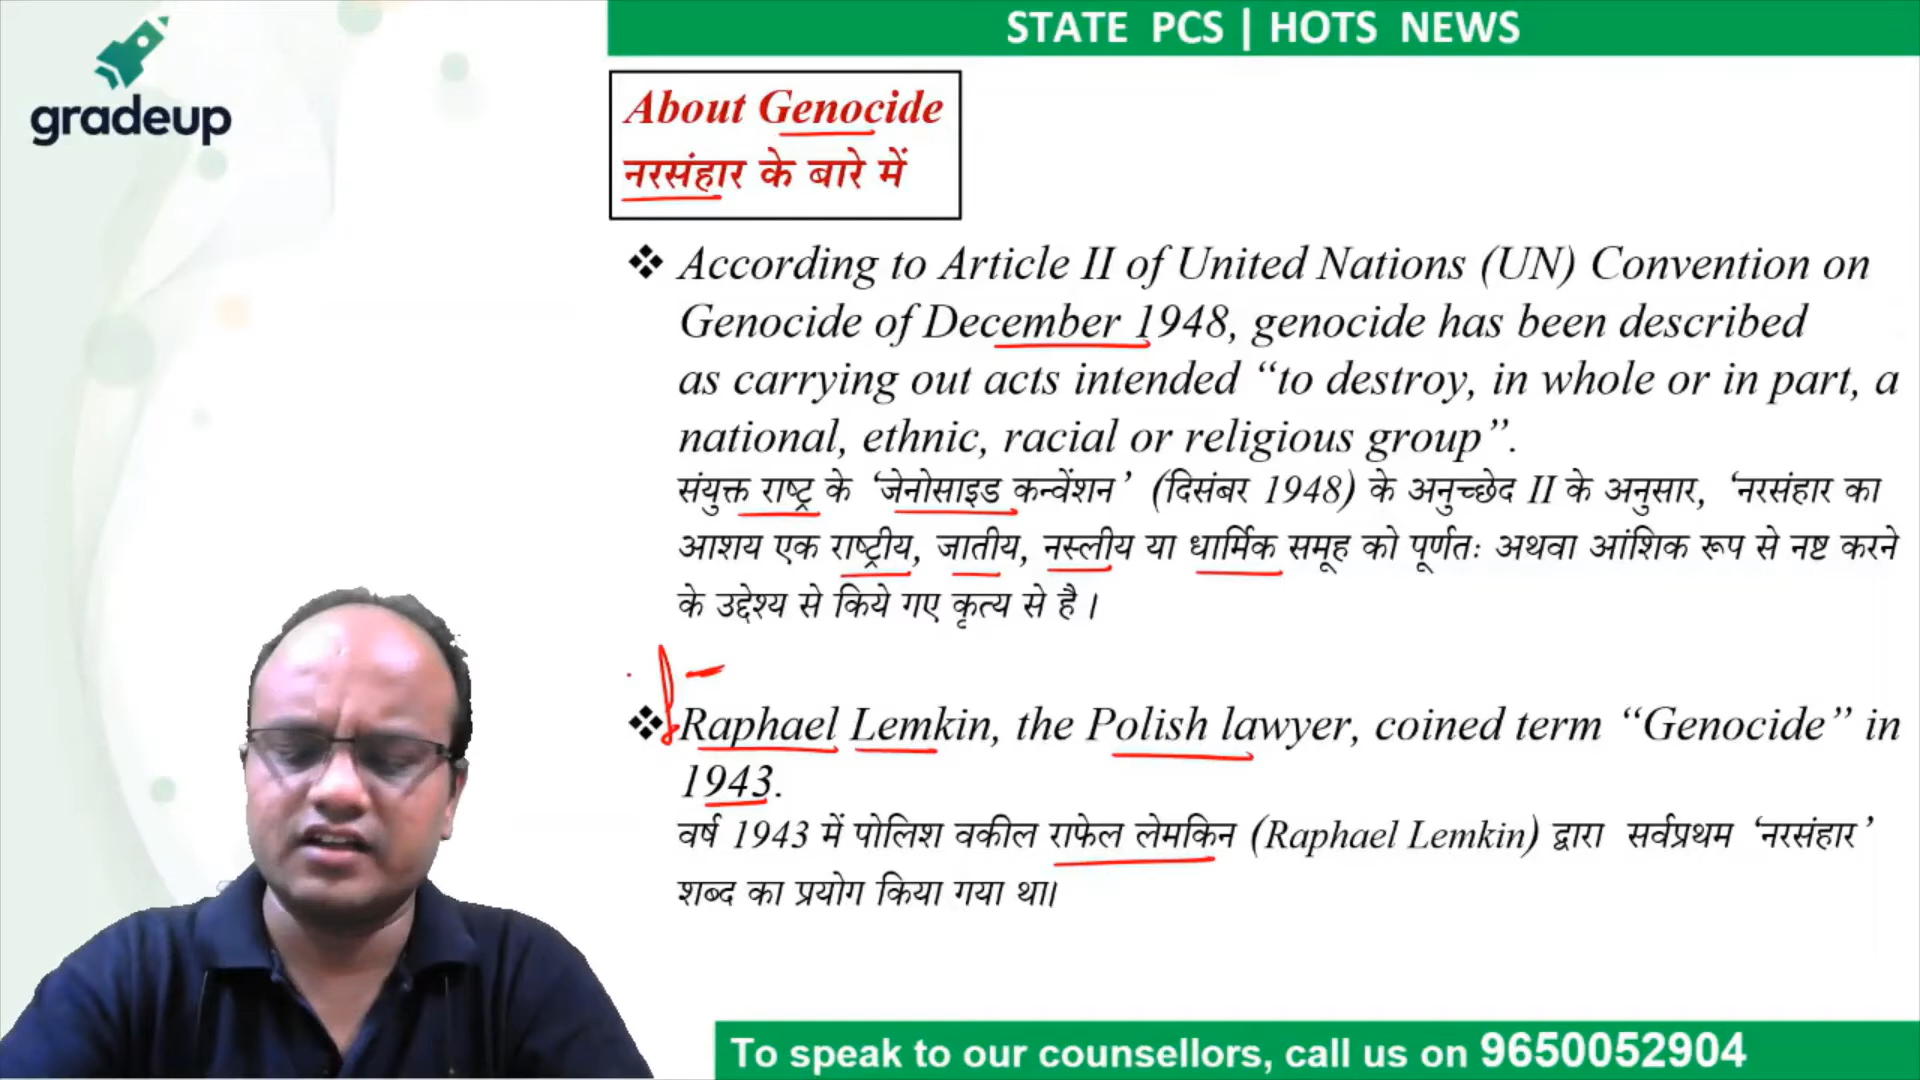 gradeup
STATE PCS | HOTS NEWS
About Genocide
नरसंहार के बारे में
❖ According to Article II of United Nations (UN) Convention on
Genocide of December 1948, genocide has been described
as carrying out acts intended “to destroy, in whole or in part, a
national, ethnic, racial or religious group”.
संयुक्त राष्ट्र के ‘जेनोसाइड कन्वेंशन’ (दिसंबर 1948) के अनुच्छेद II के अनुसार, ‘नरसंहार का
आशय एक राष्ट्रीय, जातीय, नस्लीय या धार्मिक समूह को पूर्णतः अथवा आंशिक रूप से नष्ट करने
के उद्देश्य से किये गए कृत्य से है।
❖ Raphael Lemkin, the Polish lawyer, coined term “Genocide” in
1943.
वर्ष 1943 में पोलिश वकील राफेल लेमकिन (Raphael Lemkin) द्वारा सर्वप्रथम ‘नरसंहार’
शब्द का प्रयोग किया गया था।
To speak to our counsellors, call us on 9650052904